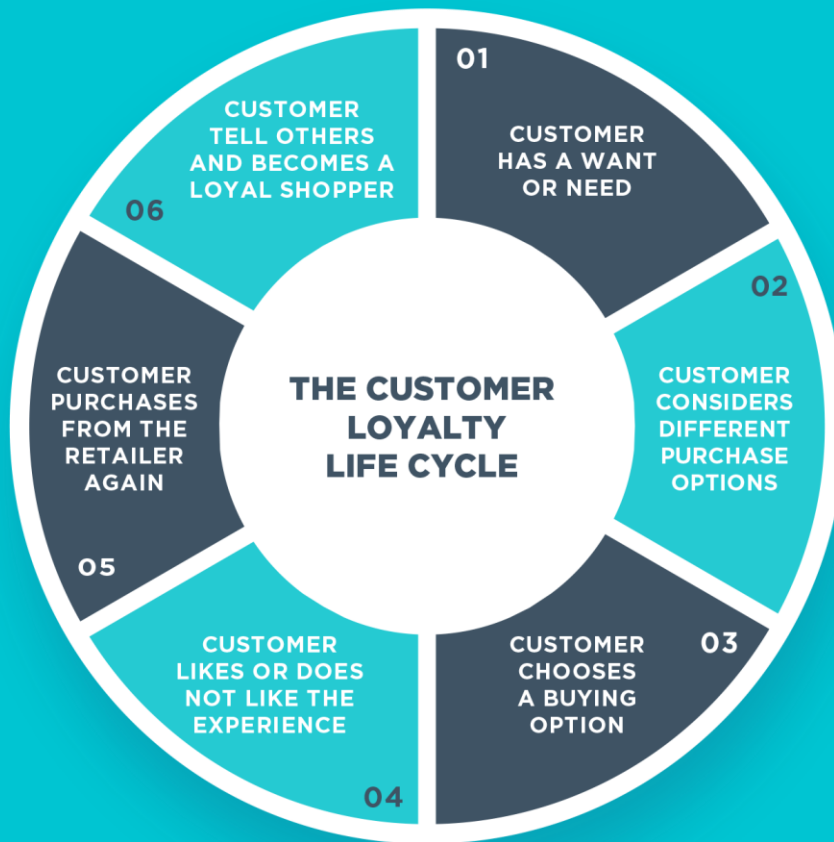 01
CUSTOMER
HAS A WANT
OR NEED
02
CUSTOMER
CONSIDERS
DIFFERENT
PURCHASE
OPTIONS
03
CUSTOMER
CHOOSES
A BUYING
OPTION
CUSTOMER
LIKES OR DOES
NOT LIKE THE
EXPERIENCE
04
CUSTOMER
PURCHASES
FROM THE
RETAILER
AGAIN
05
CUSTOMER
TELL OTHERS
AND BECOMES A
LOYAL SHOPPER
06
THE CUSTOMER
LOYALTY
LIFE CYCLE